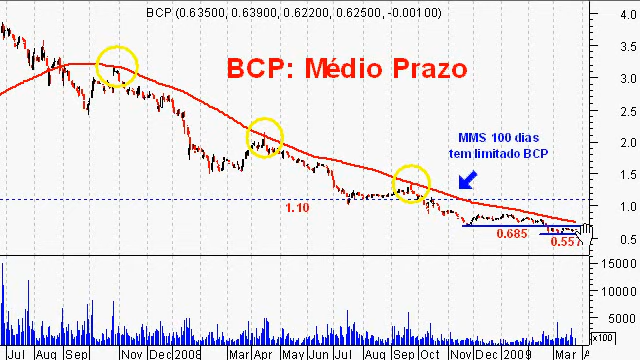 BCP (0.63500, 0.63900, 0.62200, 0.62500, -0.00100)
4.0
BCP: Médio Prazo
3.5
3.0
2.5
MMS 100 dias
tem limitado BCP
2.0
1.5
1.10
1.0
0.685
0.557
0.5
15000
10000
5000
0
x100
Jul Aug Sep Nov Dec 2008 Mar Apr May Jun Jul Aug Sep Oct Nov Dec 2009 Mar A